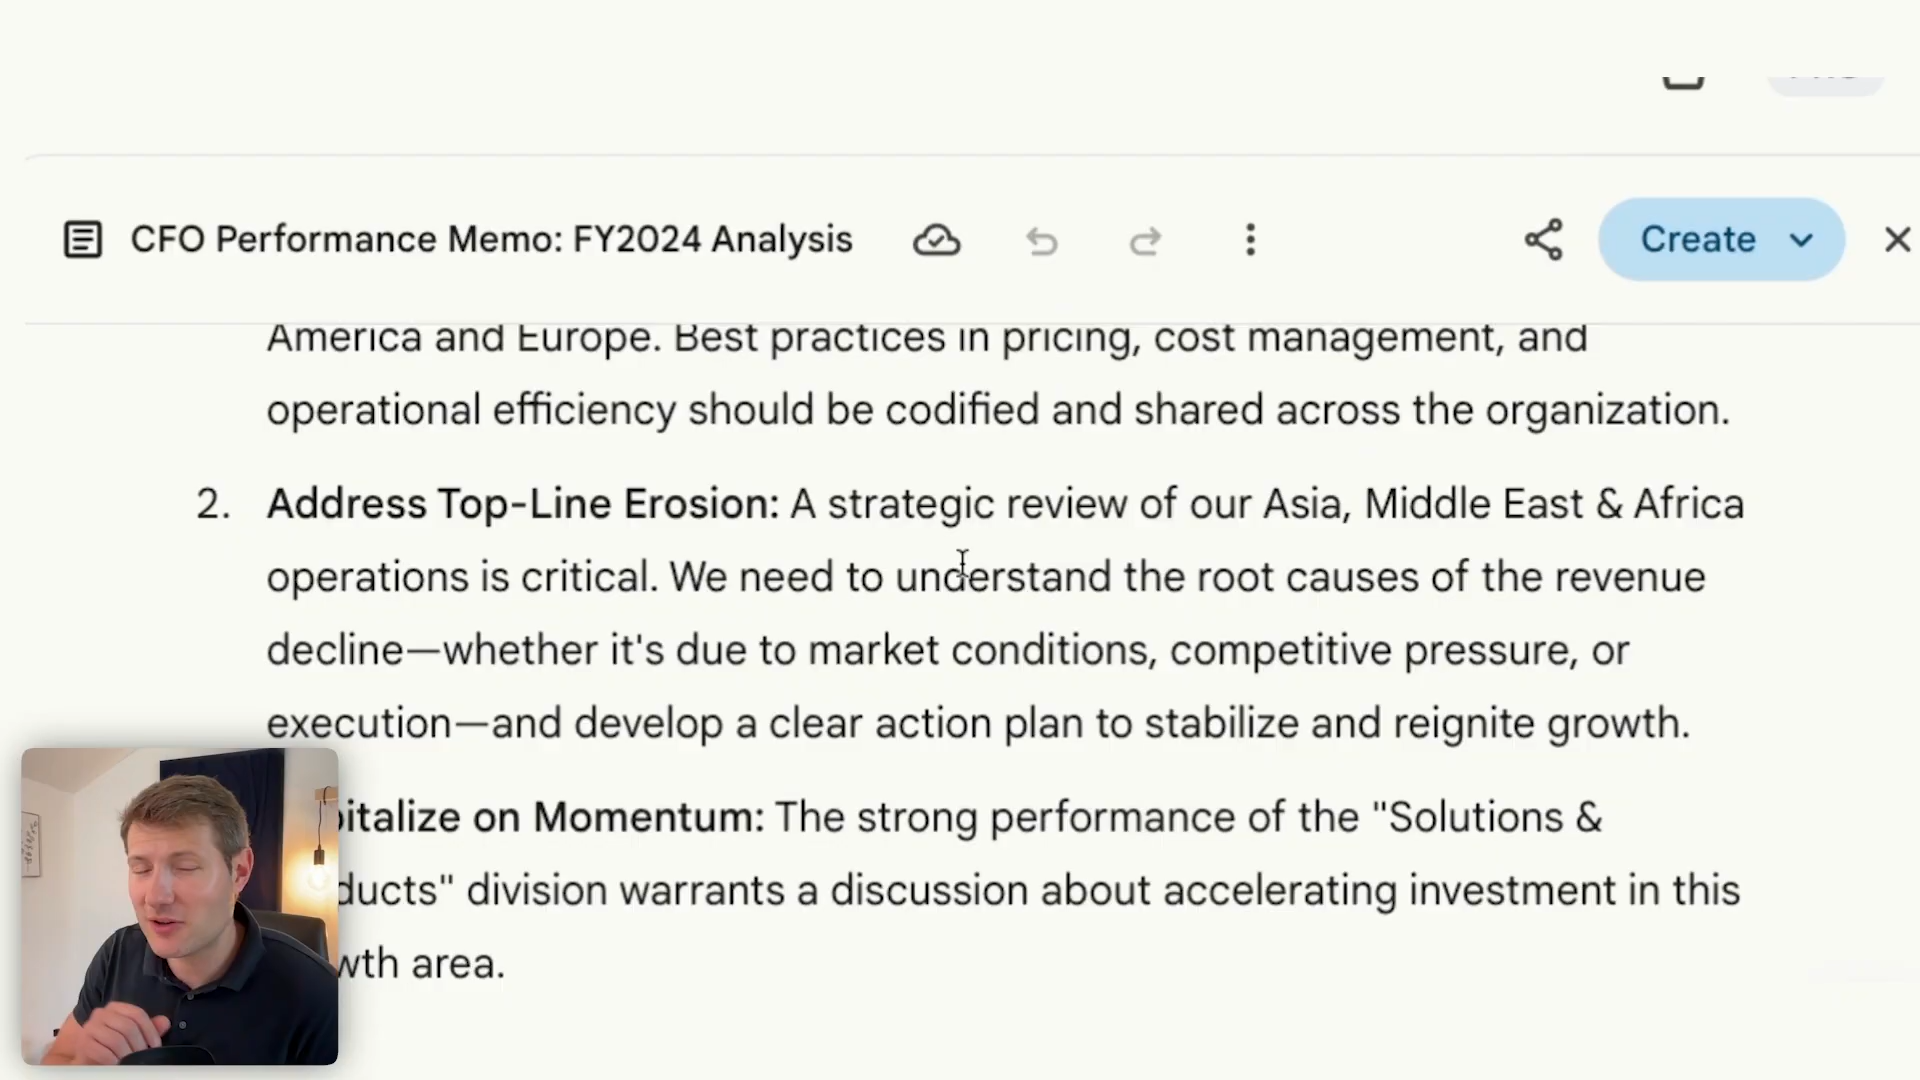 CFO Performance Memo: FY2024 Analysis
Create
America and Europe. Best practices in pricing, cost management, and
operational efficiency should be codified and shared across the organization.
2. Address Top-Line Erosion: A strategic review of our Asia, Middle East & Africa
operations is critical. We need to understand the root causes of the revenue
decline—whether it's due to market conditions, competitive pressure, or
execution—and develop a clear action plan to stabilize and reignite growth.
pitalize on Momentum: The strong performance of the "Solutions &
ducts" division warrants a discussion about accelerating investment in this
wth area.